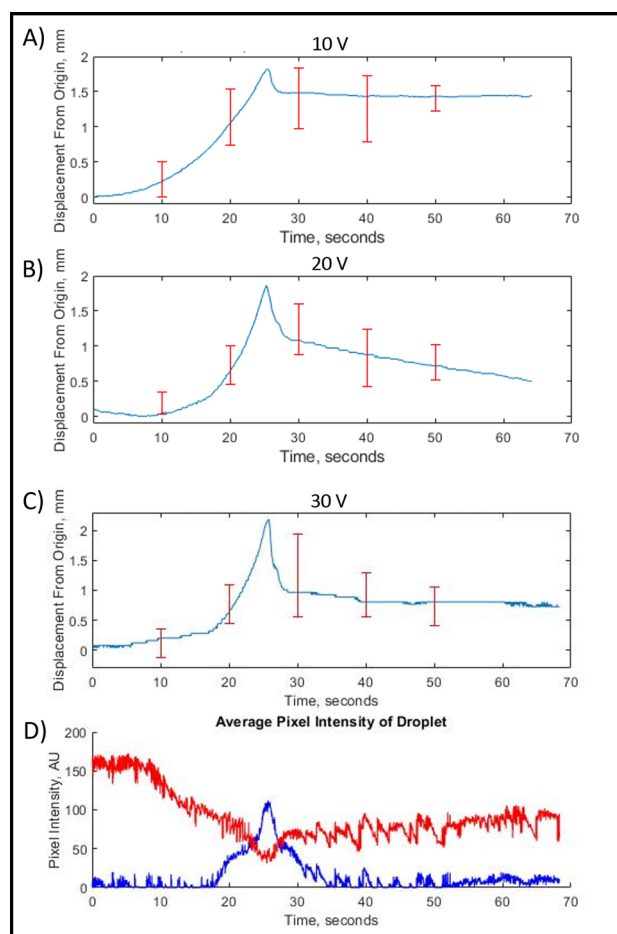 A)
10 V
2
1.5
1
0.5
0
Displacement From Origin, mm
0 10 20 30 40 50 60 70
Time, seconds
B)
20 V
2
1.5
1
0.5
0
Displacement From Origin, mm
0 10 20 30 40 50 60 70
Time, seconds
C)
30 V
2
1.5
1
0.5
0
Displacement From Origin, mm
0 10 20 30 40 50 60 70
Time, seconds
D)
Average Pixel Intensity of Droplet
200
150
100
50
0
Pixel Intensity, AU
0 10 20 30 40 50 60 70
Time, seconds